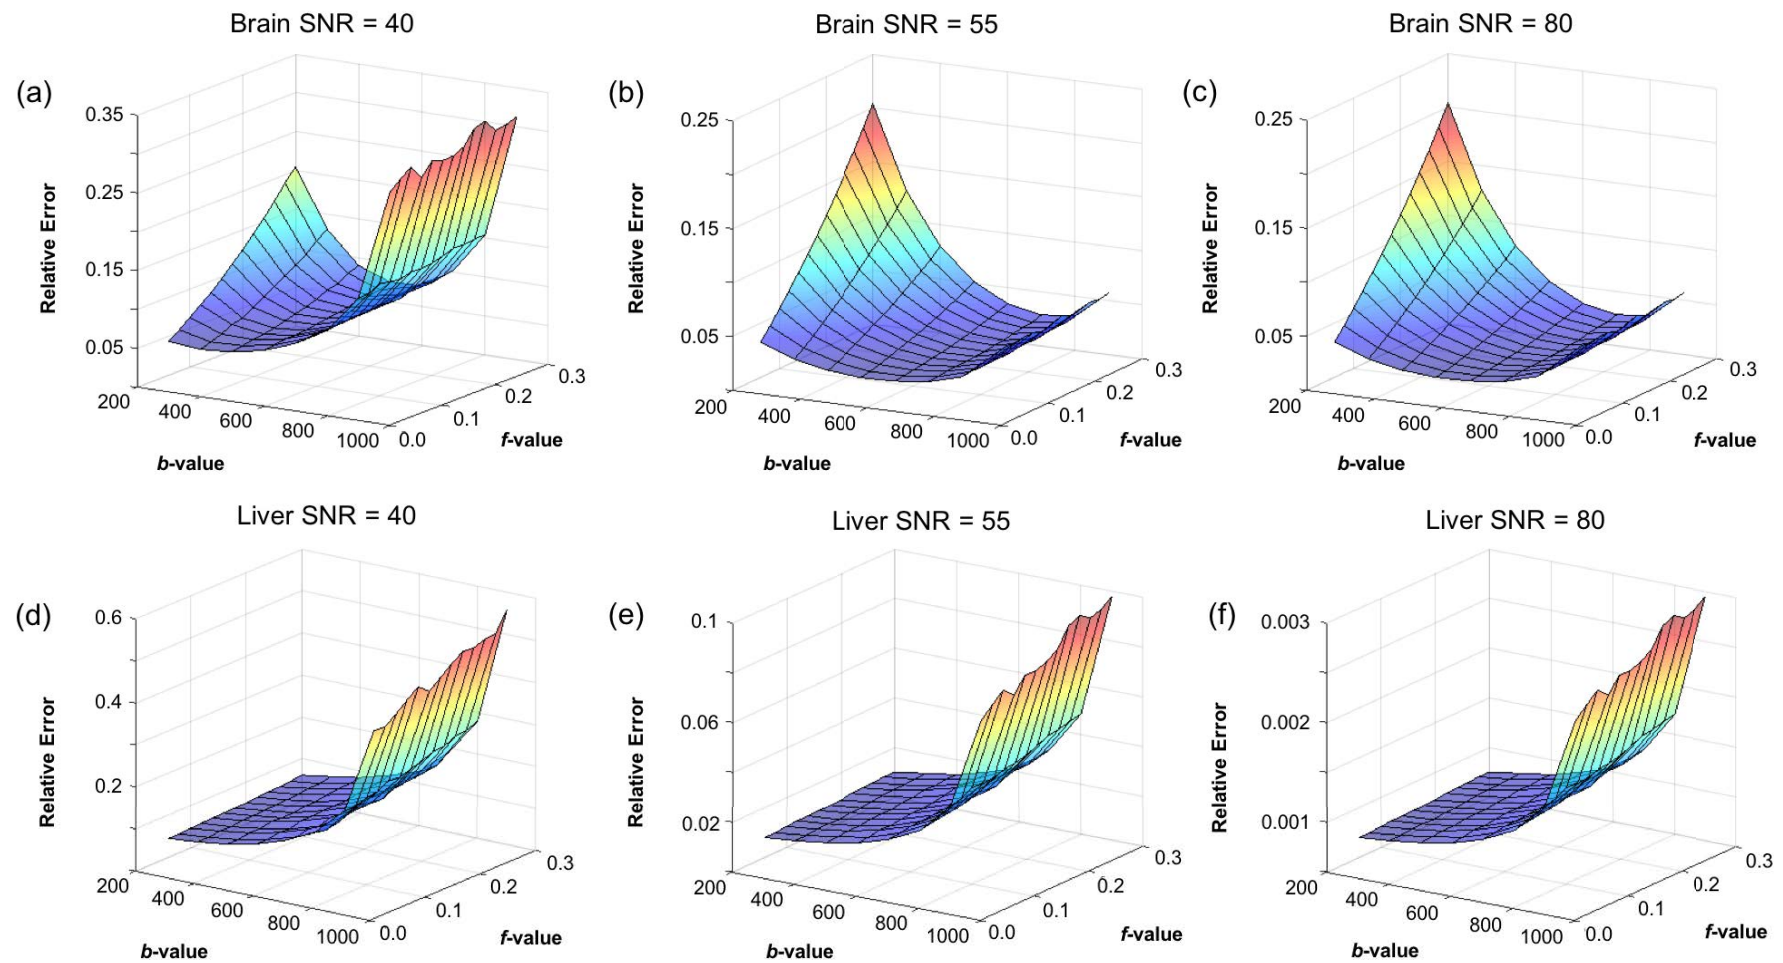 Brain SNR = 40
(a)
0.35
0.25
0.15
0.05
Relative Error
200
400
600
800
1000
b-value
0.0
0.1
0.2
0.3
f-value
Brain SNR = 55
(b)
0.25
0.15
0.05
Relative Error
200
400
600
800
1000
b-value
0.0
0.1
0.2
0.3
f-value
Brain SNR = 80
(c)
0.25
0.15
0.05
Relative Error
200
400
600
800
1000
b-value
0.0
0.1
0.2
0.3
f-value
Liver SNR = 40
(d)
0.6
0.4
0.2
Relative Error
200
400
600
800
1000
b-value
0.0
0.1
0.2
0.3
f-value
Liver SNR = 55
(e)
0.1
0.06
0.02
Relative Error
200
400
600
800
1000
b-value
0.0
0.1
0.2
0.3
f-value
Liver SNR = 80
(f)
0.003
0.002
0.001
Relative Error
200
400
600
800
1000
b-value
0.0
0.1
0.2
0.3
f-value